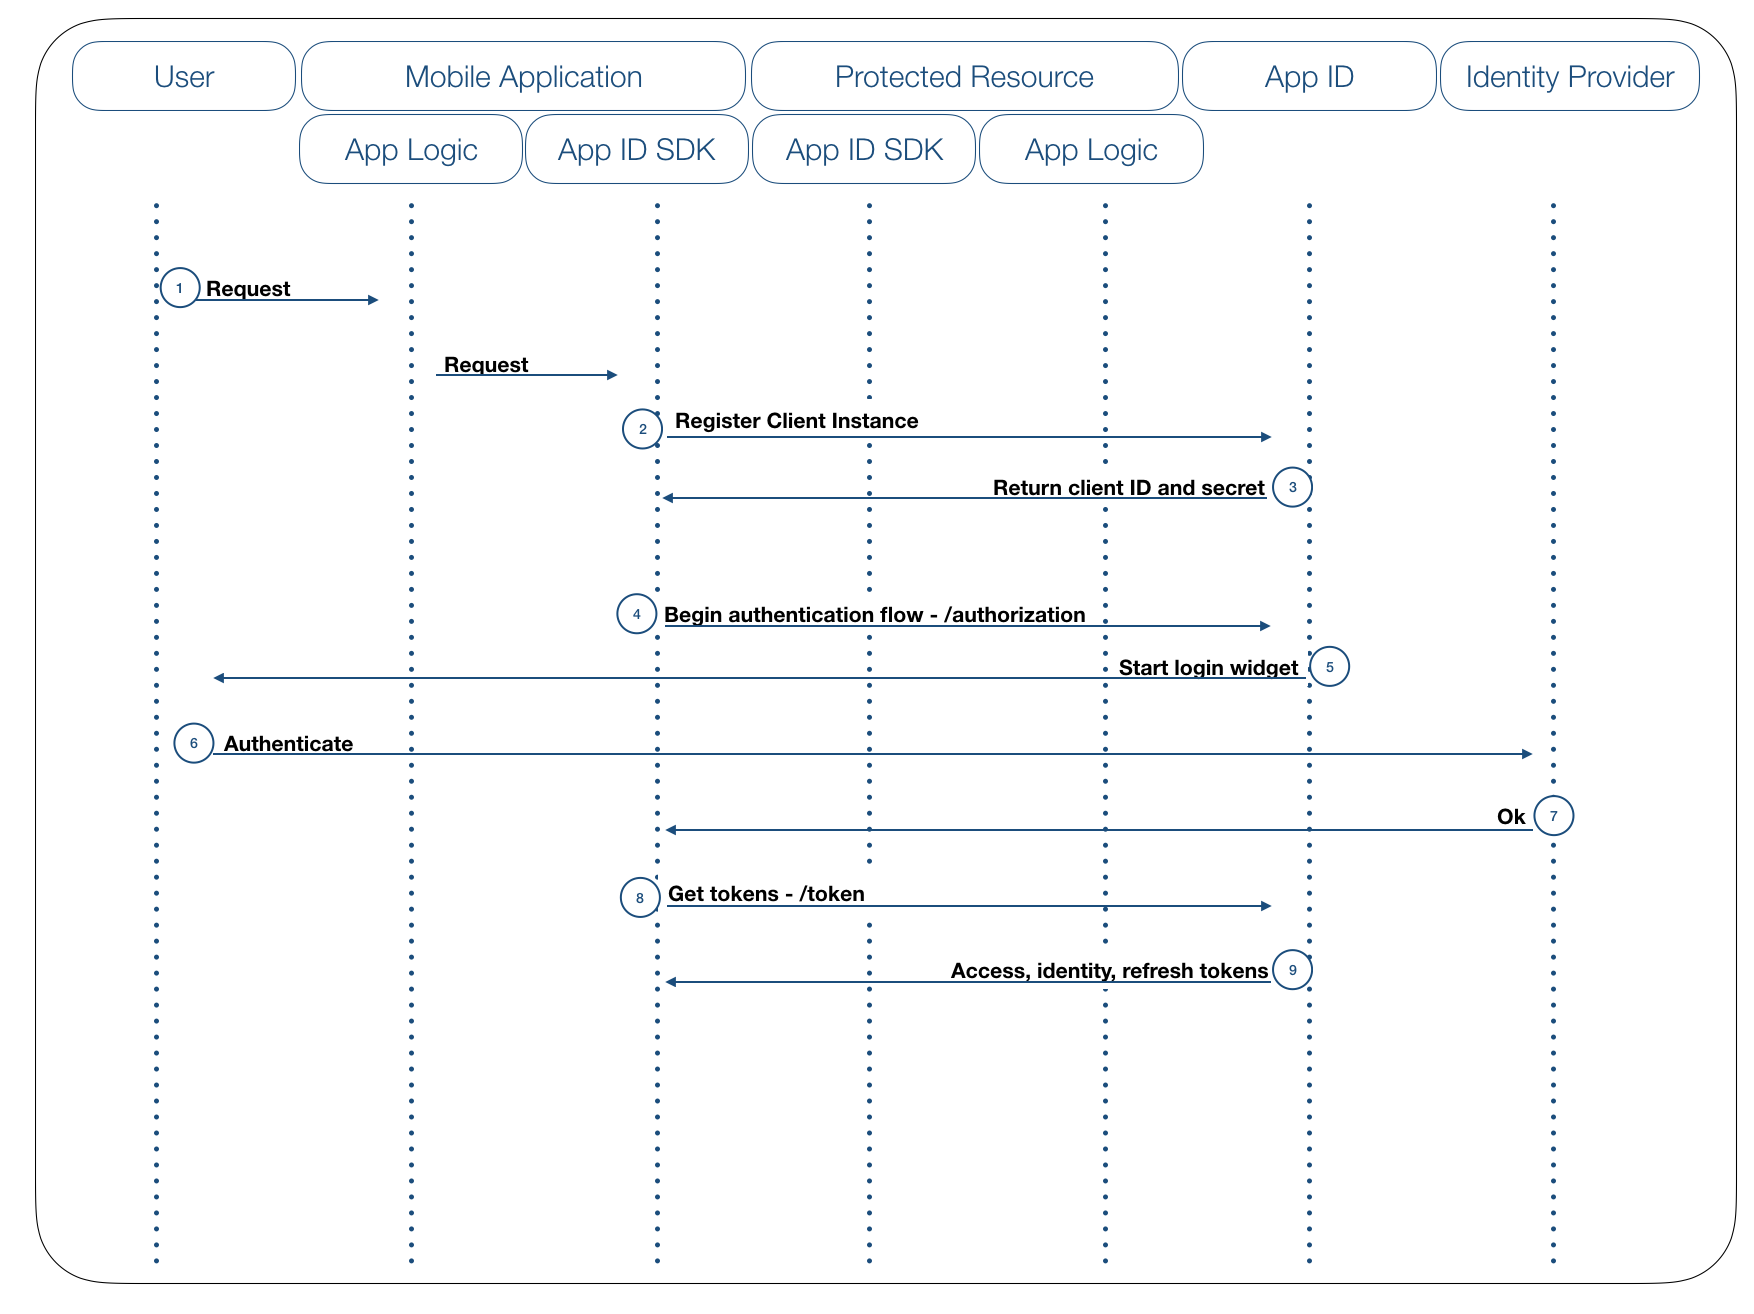 User
Mobile Application
Protected Resource
App ID
Identity Provider
App Logic
App ID SDK
App ID SDK
App Logic
1
Request
Request
2
Register Client Instance
Return client ID and secret
3
4
Begin authentication flow - /authorization
Start login widget
5
6
Authenticate
Ok
7
8
Get tokens - /token
Access, identity, refresh tokens
9